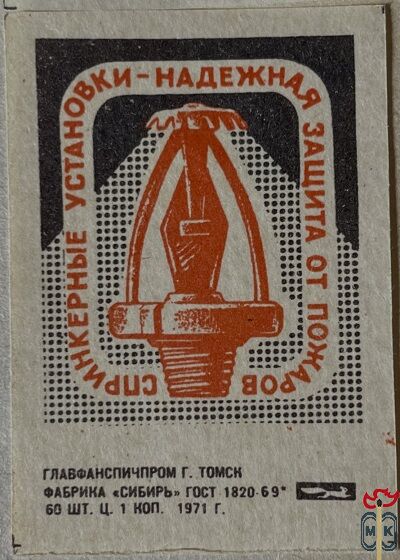 СПРИНКЕРНЫЕ УСТАНОВКИ-НАДЕЖНАЯ ЗАЩИТА ОТ ПОЖАРОВ
ГЛАВФАНСПИЧПРОМ Г. ТОМСК
ФАБРИКА «СИБИРЬ» ГОСТ 1820-69*
60 ШТ. Ц. 1 КОП. 1971 Г.
МК